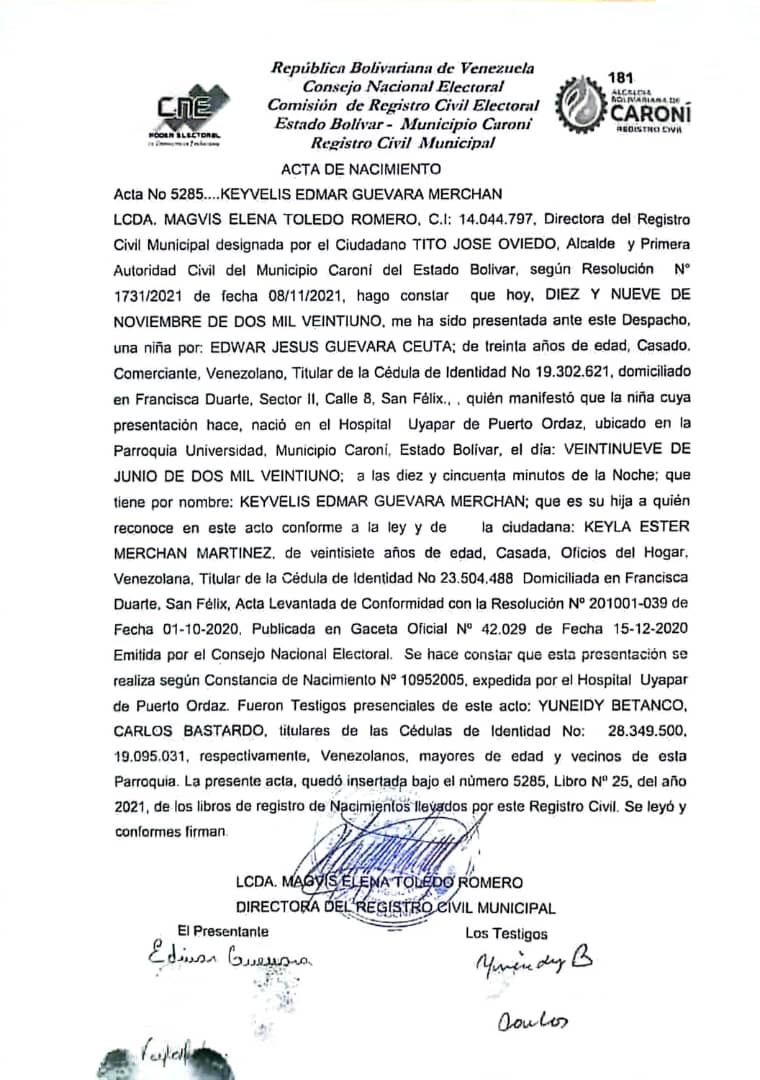 República Bolivariana de Venezuela
Consejo Nacional Electoral
Comisión de Registro Civil Electoral
Estado Bolívar - Municipio Caroni
Registro Civil Municipal
CNE
PODER ELECTORAL
181
ALCALDÍA
BOLIVARIANA DE
CARONÍ
REGISTRO CIVIL
ACTA DE NACIMIENTO
Acta No 5285....KEYVELIS EDMAR GUEVARA MERCHAN
LCDA. MAGVIS ELENA TOLEDO ROMERO, C.I: 14.044.797, Directora del Registro
Civil Municipal designada por el Ciudadano TITO JOSE OVIEDO, Alcalde y Primera
Autoridad Civil del Municipio Caroní del Estado Bolívar, según Resolución N°
1731/2021 de fecha 08/11/2021, hago constar que hoy, DIEZ Y NUEVE DE
NOVIEMBRE DE DOS MIL VEINTIUNO, me ha sido presentada ante este Despacho,
una niña por: EDWAR JESUS GUEVARA CEUTA; de treinta años de edad, Casado.
Comerciante, Venezolano, Titular de la Cédula de Identidad No 19.302.621, domiciliado
en Francisca Duarte, Sector II, Calle 8, San Félix., , quién manifestó que la niña cuya
presentación hace, nació en el Hospital Uyapar de Puerto Ordaz, ubicado en la
Parroquia Universidad, Municipio Caroní, Estado Bolívar, el día: VEINTINUEVE DE
JUNIO DE DOS MIL VEINTIUNO; a las diez y cincuenta minutos de la Noche; que
tiene por nombre: KEYVELIS EDMAR GUEVARA MERCHAN; que es su hija a quién
reconoce en este acto conforme a la ley y de la ciudadana: KEYLA ESTER
MERCHAN MARTINEZ, de veintisiete años de edad, Casada, Oficios del Hogar,
Venezolana, Titular de la Cédula de Identidad No 23.504.488 Domiciliada en Francisca
Duarte, San Félix, Acta Levantada de Conformidad con la Resolución Nº 201001-039 de
Fecha 01-10-2020, Publicada en Gaceta Oficial Nº 42.029 de Fecha 15-12-2020
Emitida por el Consejo Nacional Electoral. Se hace constar que esta presentación se
realiza según Constancia de Nacimiento Nº 10952005, expedida por el Hospital Uyapar
de Puerto Ordaz. Fueron Testigos presenciales de este acto: YUNEIDY BETANCO,
CARLOS BASTARDO, titulares de las Cédulas de Identidad No: 28.349.500,
19.095.031, respectivamente, Venezolanos, mayores de edad y vecinos de esta
Parroquia. La presente acta, quedó insertada bajo el número 5285, Libro Nº 25, del año
2021, de los libros de registro de Nacimientos llevados por este Registro Civil. Se leyó y
conformes firman.
LCDA. MAGVIS ELENA TOLEDO ROMERO
DIRECTORA DEL REGISTRO CIVIL MUNICIPAL
El Presentante
Los Testigos